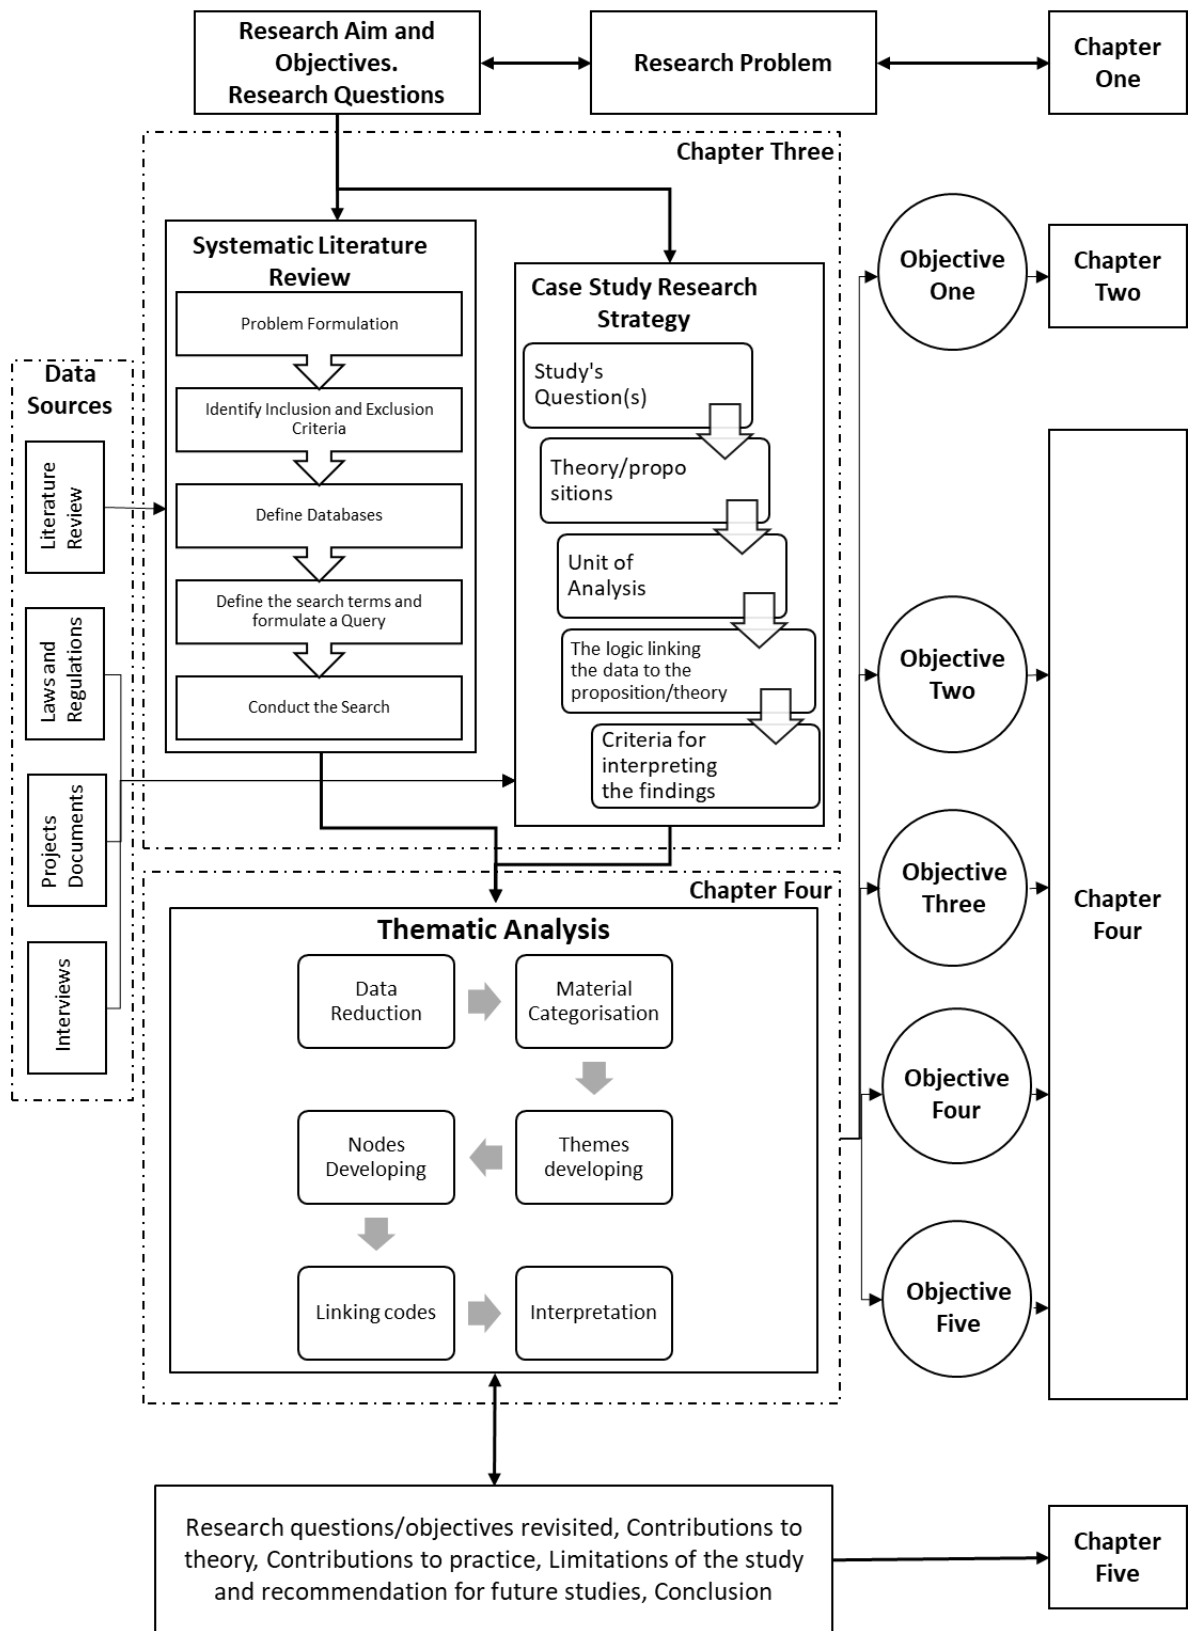 Research Aim and
Objectives.
Research Questions
Research Problem
Chapter
One
Chapter Three
Systematic Literature
Review
Problem Formulation
Identify Inclusion and Exclusion
Criteria
Define Databases
Define the search terms and
formulate a Query
Conduct the Search
Case Study Research
Strategy
Study's
Question(s)
Theory/propo
sitions
Unit of
Analysis
The logic linking
the data to the
proposition/theory
Criteria for
interpreting
the findings
Data
Sources
Literature
Review
Laws and
Regulations
Projects
Documents
Interviews
Objective
One
Chapter
Two
Objective
Two
Objective
Three
Objective
Four
Objective
Five
Chapter
Four
Chapter Four
Thematic Analysis
Data
Reduction
Material
Categorisation
Nodes
Developing
Themes
developing
Linking codes
Interpretation
Research questions/objectives revisited, Contributions to
theory, Contributions to practice, Limitations of the study
and recommendation for future studies, Conclusion
Chapter
Five